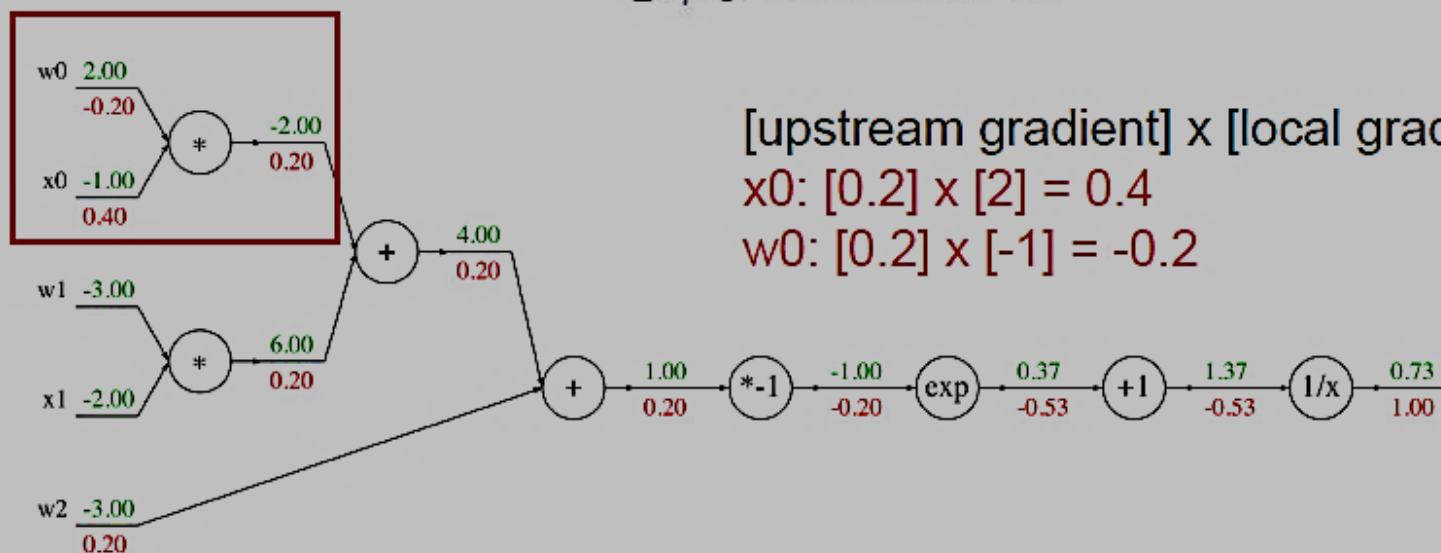 w0 2.00
-0.20
* -2.00
0.20
x0 -1.00
0.40
[upstream gradient] x [local
x0: [0.2] x [2] = 0.4
w0: [0.2] x [-1] = -0.2
+ 4.00
0.20
w1 -3.00
* 6.00
0.20
x1 -2.00
+ 1.00 *-1 -1.00 exp 0.37 +1 1.37 1/x 0.73
0.20 -0.20 -0.53 -0.53 1.00
w2 -3.00
0.20